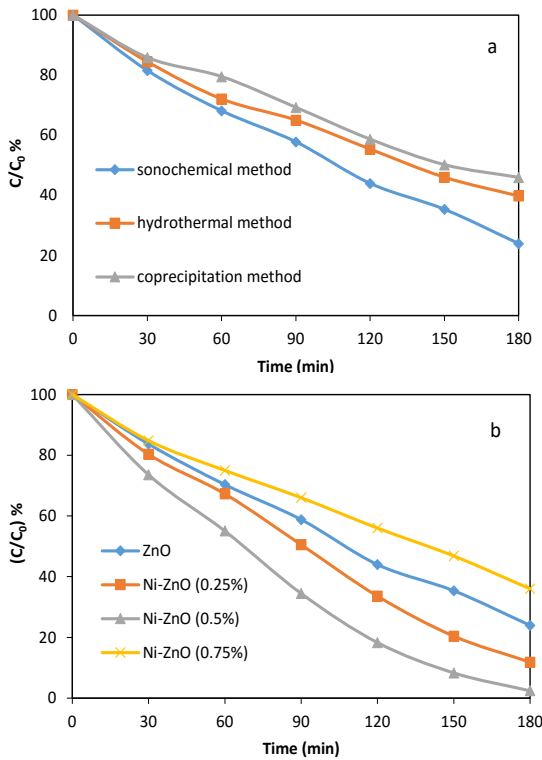 100
80
60
40
20
0
C/C₀ %
a
sonochemical method
hydrothermal method
coprecipitation method
0 30 60 90 120 150 180
Time (min)
100
80
60
40
20
0
(C/C₀) %
b
ZnO
Ni-ZnO (0.25%)
Ni-ZnO (0.5%)
Ni-ZnO (0.75%)
0 30 60 90 120 150 180
Time (min)